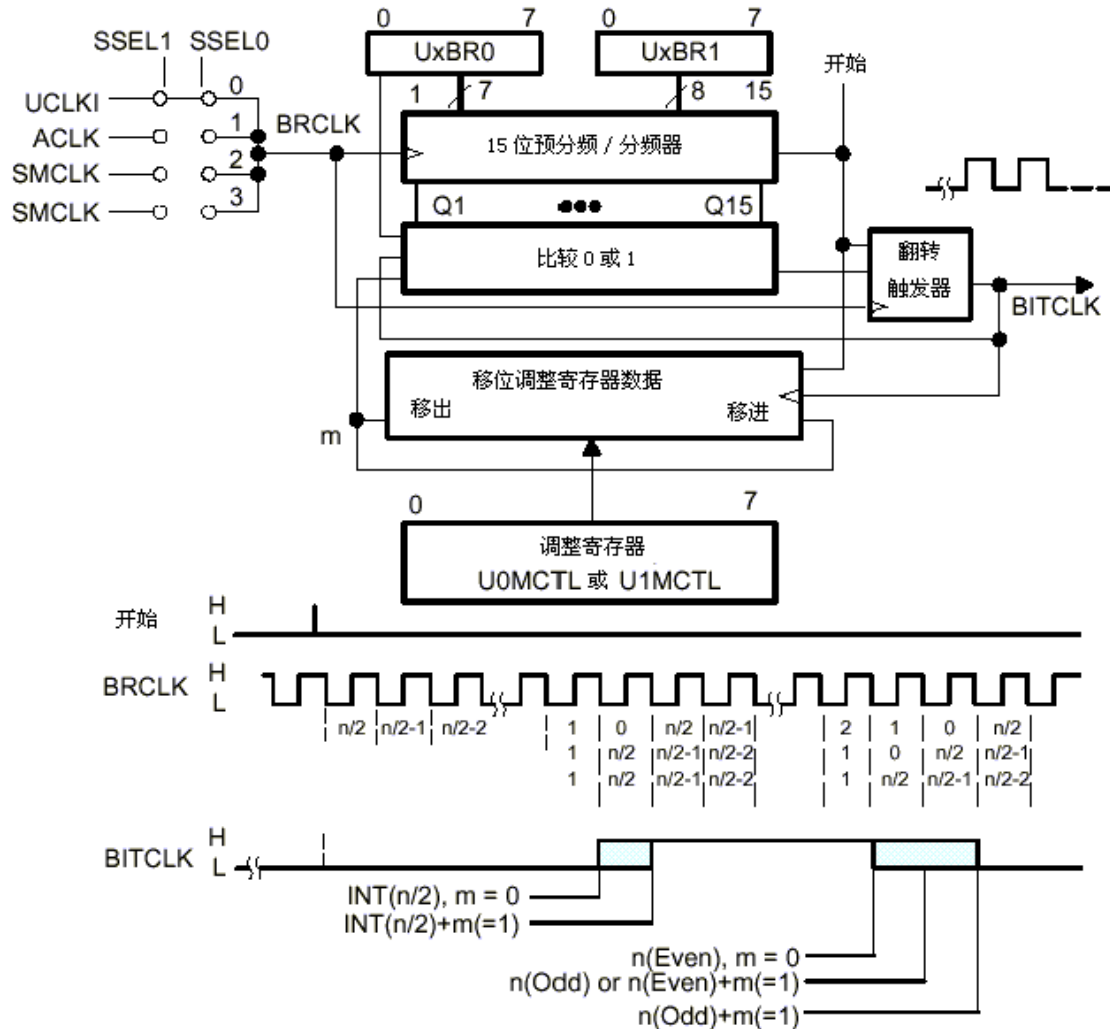 0 7 0 7
SSEL1 SSEL0 UxBR0 UxBR1 开始
UCLKI 0 1 7 8 15
ACLK 1 BRCLK 15 位预分频 / 分频器
SMCLK 2
SMCLK 3 Q1 Q15
比较 0 或 1 翻转
触发器
BITCLK
移位调整寄存器数据
移出 移进
m
0 7
调整寄存器
U0MCTL 或 U1MCTL
开始 H
L
BRCLK H
L
n/2 n/2-1 n/2-2 1 0 n/2 n/2-1 2 1 0 n/2
1 n/2 n/2-1 n/2-2 1 0 n/2 n/2-1
1 n/2 n/2-1 n/2-2 1 n/2 n/2-1 n/2-2
BITCLK H
L
INT(n/2), m = 0
INT(n/2)+m(=1)
n(Even), m = 0
n(Odd) or n(Even)+m(=1)
n(Odd)+m(=1)